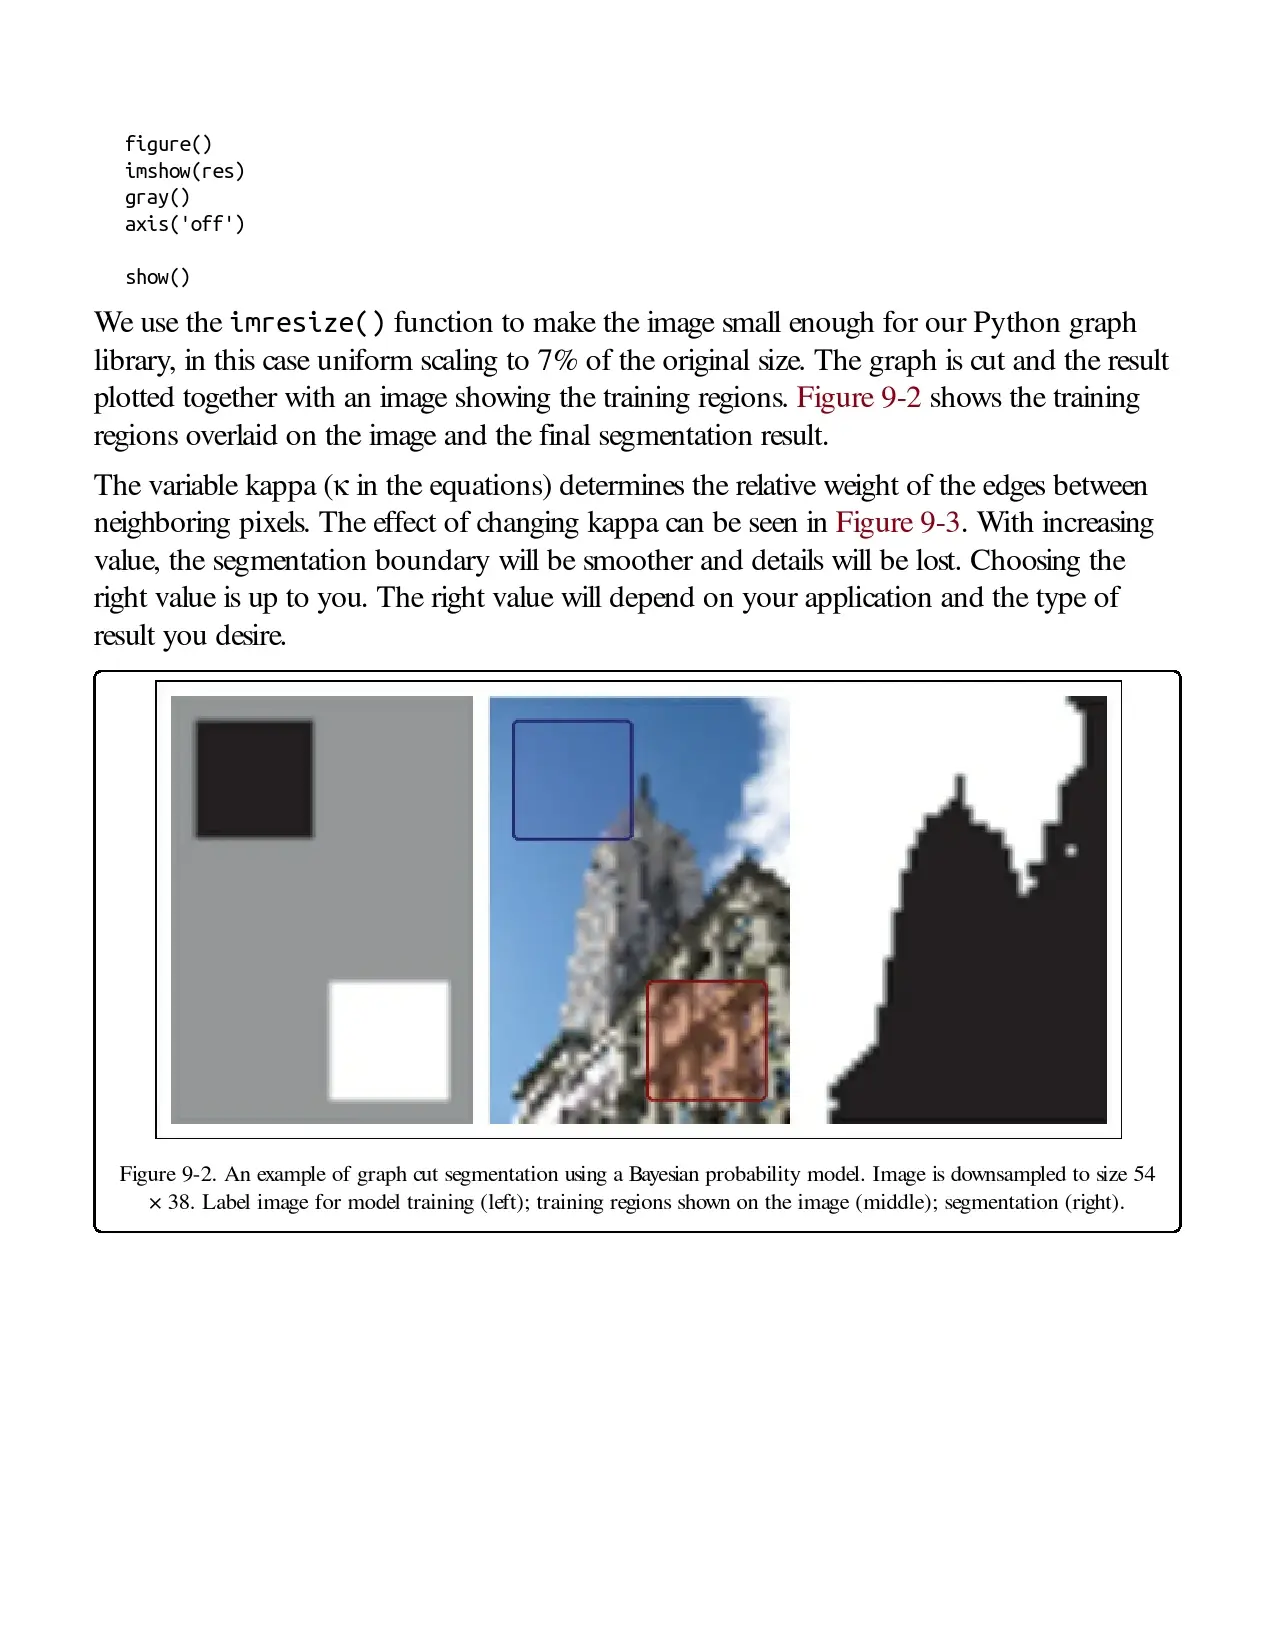 figure()
imshow(res)
gray()
axis('off')
show()
We use the imresize() function to make the image small enough for our Python graph
library, in this case uniform scaling to 7% of the original size. The graph is cut and the result
plotted together with an image showing the training regions. Figure 9-2 shows the training
regions overlaid on the image and the final segmentation result.
The variable kappa (κ in the equations) determines the relative weight of the edges between
neighboring pixels. The effect of changing kappa can be seen in Figure 9-3. With increasing
value, the segmentation boundary will be smoother and details will be lost. Choosing the
right value is up to you. The right value will depend on your application and the type of
result you desire.
Figure 9-2. An example of graph cut segmentation using a Bayesian probability model. Image is downsampled to size 54
× 38. Label image for model training (left); training regions shown on the image (middle); segmentation (right).